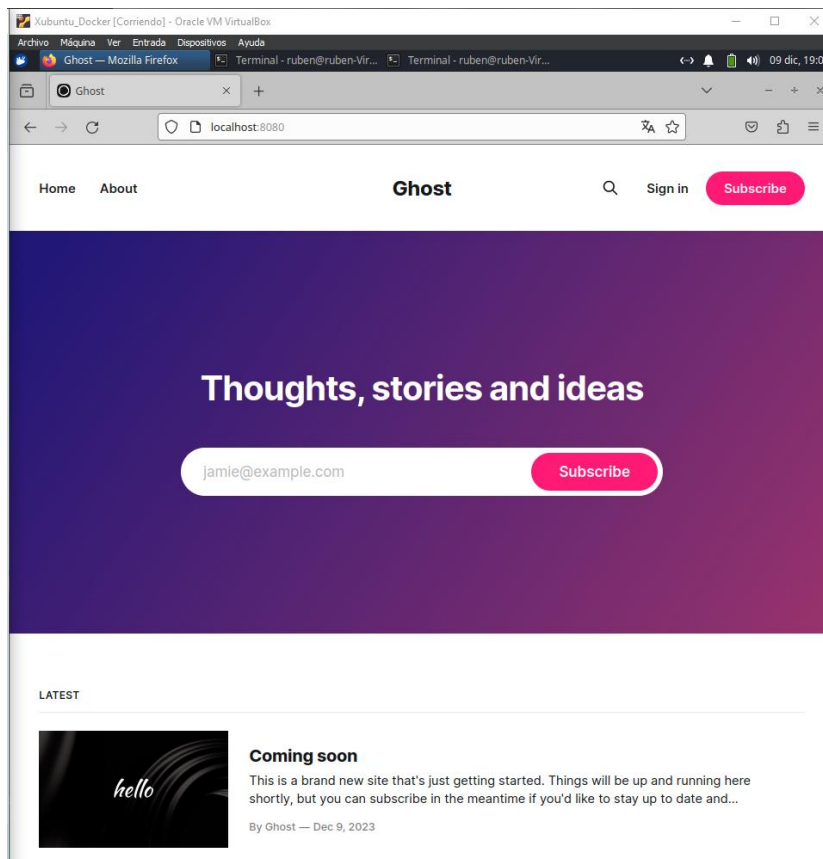 Xubuntu_Docker [Corriendo] - Oracle VM VirtualBox
Archivo Máquina Ver Entrada Dispositivos Ayuda
Ghost — Mozilla Firefox Terminal - ruben@ruben-Vir... Terminal - ruben@ruben-Vir... 09 dic, 19:0
Ghost
localhost:8080
Home About Ghost Sign in Subscribe
Thoughts, stories and ideas
jamie@example.com Subscribe
LATEST
hello
Coming soon
This is a brand new site that's just getting started. Things will be up and running here
shortly, but you can subscribe in the meantime if you'd like to stay up to date and...
By Ghost — Dec 9, 2023